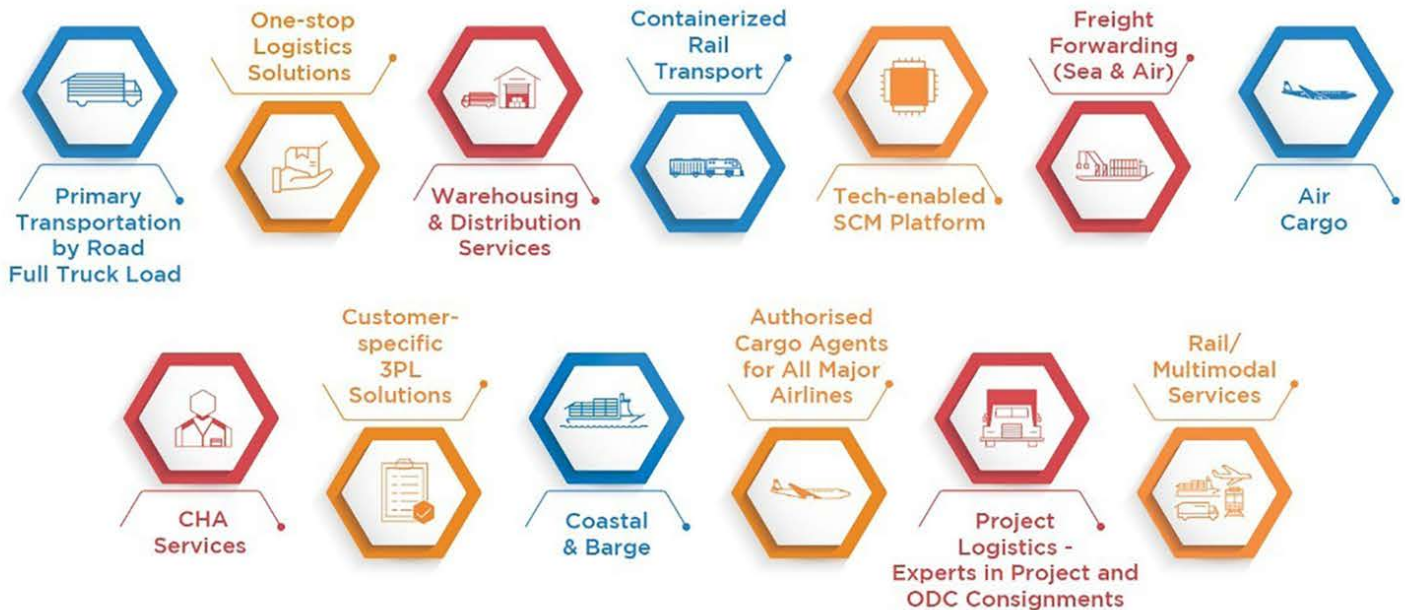 Primary
Transportation
by Road
Full Truck Load
One-stop
Logistics
Solutions
Warehousing
& Distribution
Services
Containerized
Rail
Transport
Tech-enabled
SCM Platform
Freight
Forwarding
(Sea & Air)
Air
Cargo
CHA
Services
Customer-
specific
3PL
Solutions
Coastal
& Barge
Authorised
Cargo Agents
for All Major
Airlines
Project
Logistics -
Experts in Project and
ODC Consignments
Rail/
Multimodal
Services